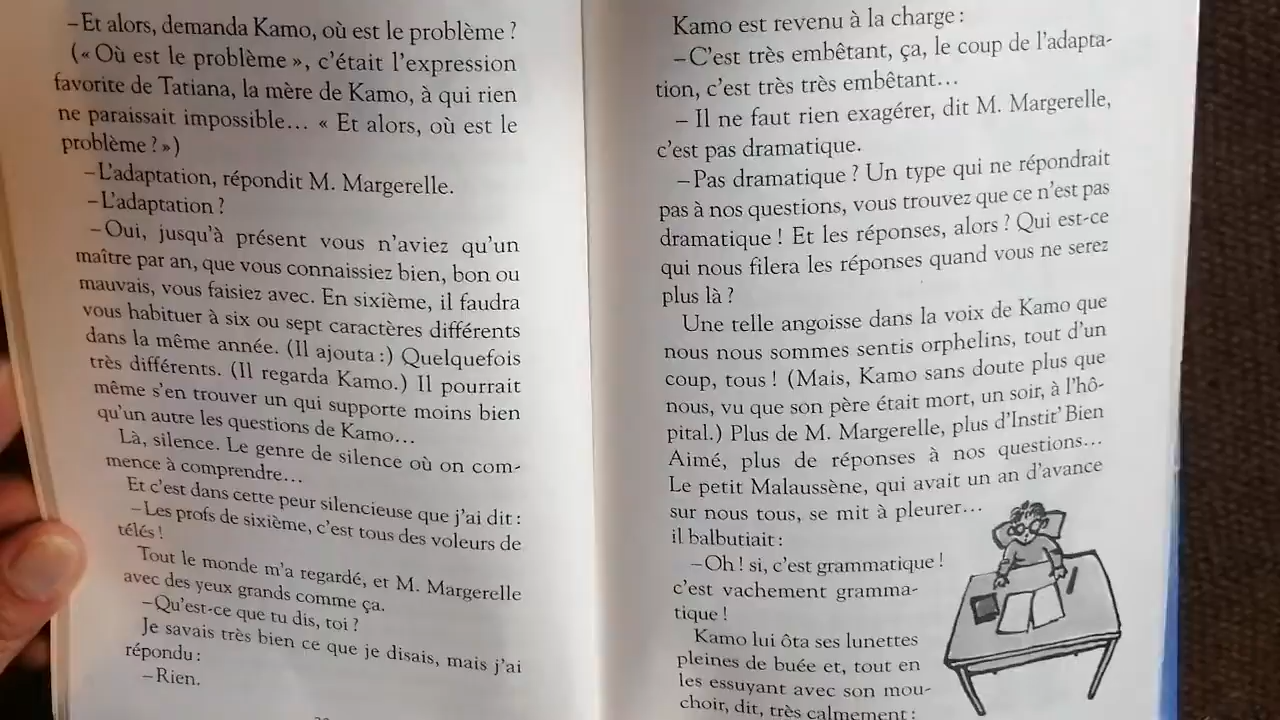 –Et alors, demanda Kamo, où est le problème ?
(« Où est le problème », c'était l'expression
favorite de Tatiana, la mère de Kamo, à qui rien
ne paraissait impossible… « Et alors, où est le
problème ? »)
–L'adaptation, répondit M. Margerelle.
–L'adaptation ?
–Oui, jusqu'à présent vous n'aviez qu'un
maître par an, que vous connaissiez bien, bon ou
mauvais, vous faisiez avec. En sixième, il faudra
vous habituer à six ou sept caractères différents
dans la même année. (Il ajouta :) Quelquefois
très différents. (Il regarda Kamo.) Il pourrait
même s'en trouver un qui supporte moins bien
qu'un autre les questions de Kamo…
Là, silence. Le genre de silence où on com-
mence à comprendre…
Et c'est dans cette peur silencieuse que j'ai dit :
–Les profs de sixième, c'est tous des voleurs de
télés !
Tout le monde m'a regardé, et M. Margerelle
avec des yeux grands comme ça.
–Qu'est-ce que tu dis, toi ?
Je savais très bien ce que je disais, mais j'ai
répondu :
–Rien.
Kamo est revenu à la charge :
–C'est très embêtant, ça, le coup de l'adapta-
tion, c'est très très embêtant…
– Il ne faut rien exagérer, dit M. Margerelle,
c'est pas dramatique.
–Pas dramatique ? Un type qui ne répondrait
pas à nos questions, vous trouvez que ce n'est pas
dramatique ! Et les réponses, alors ? Qui est-ce
qui nous filera les réponses quand vous ne serez
plus là ?
Une telle angoisse dans la voix de Kamo que
nous nous sommes sentis orphelins, tout d'un
coup, tous ! (Mais, Kamo sans doute plus que
nous, vu que son père était mort, un soir, à l'hô-
pital.) Plus de M. Margerelle, plus d'Instit' Bien
Aimé, plus de réponses à nos questions…
Le petit Malaussène, qui avait un an d'avance
sur nous tous, se mit à pleurer…
il balbutiait :
–Oh ! si, c'est grammatique !
c'est vachement gramma-
tique !
Kamo lui ôta ses lunettes
pleines de buée et, tout en
les essuyant avec son mou-
choir, dit, très calmement :